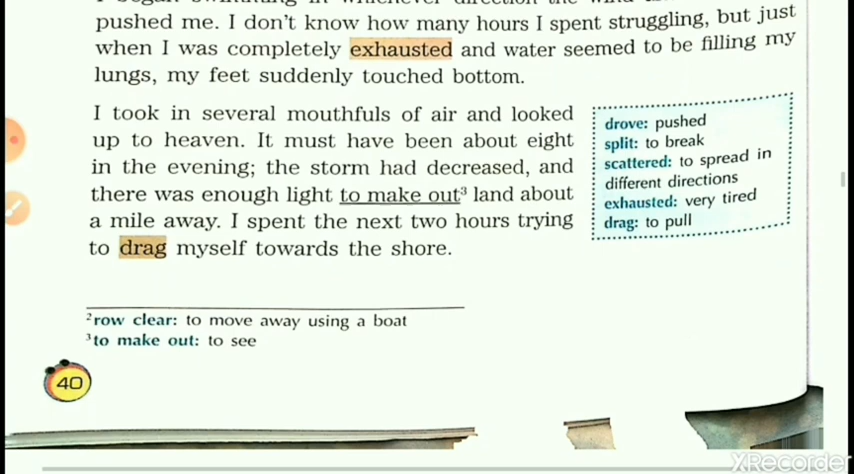 pushed me. I don't know how many hours I spent struggling, but just
when I was completely exhausted and water seemed to be filling my
lungs, my feet suddenly touched bottom.
I took in several mouthfuls of air and looked
up to heaven. It must have been about eight
in the evening; the storm had decreased, and
there was enough light to make out³ land about
a mile away. I spent the next two hours trying
to drag myself towards the shore.
drove: pushed
split: to break
scattered: to spread in
different directions
exhausted: very tired
drag: to pull
²row clear: to move away using a boat
³to make out: to see
40
XRecorder